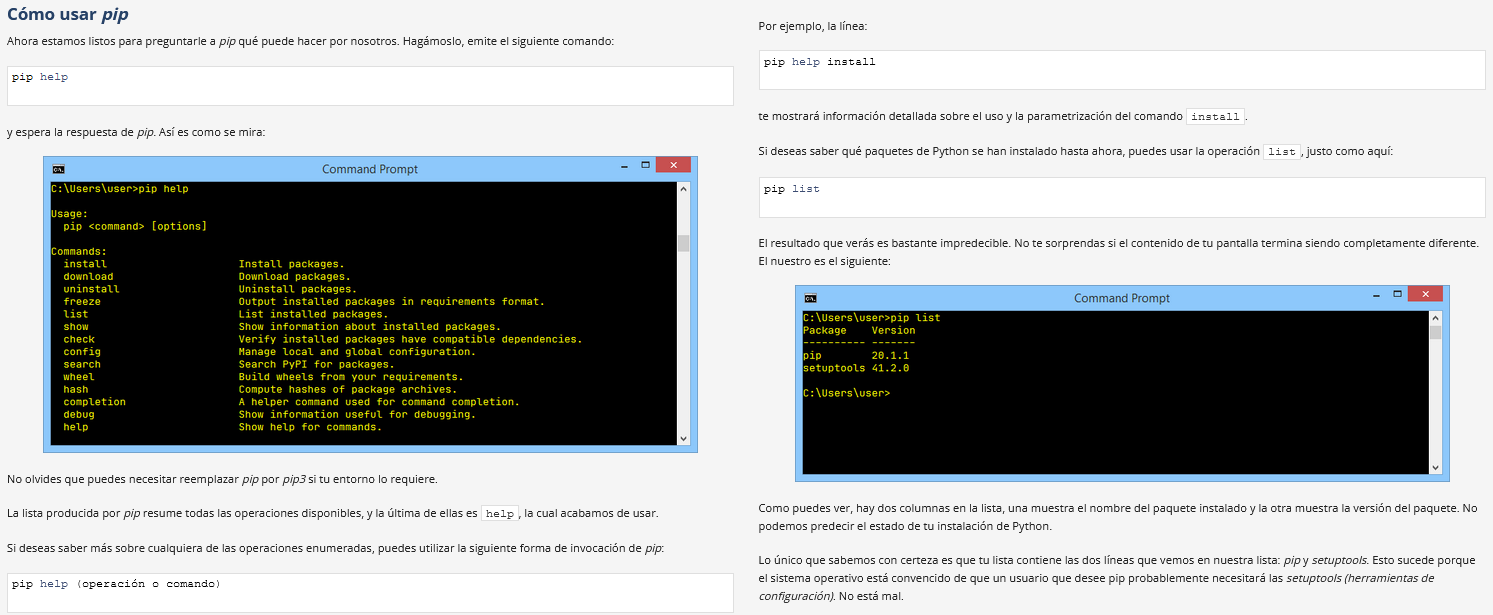 Cómo usar pip
Ahora estamos listos para preguntarle a pip qué puede hacer por nosotros. Hagámoslo, emite el siguiente comando:
pip help
y espera la respuesta de pip. Así es como se mira:
Command Prompt
C:\Users\user>pip help
Usage:
pip <command> [options]
Commands:
install Install packages.
download Download packages.
uninstall Uninstall packages.
freeze Output installed packages in requirements format.
list List installed packages.
show Show information about installed packages.
check Verify installed packages have compatible dependencies.
config Manage local and global configuration.
search Search PyPI for packages.
wheel Build wheels from your requirements.
hash Compute hashes of package archives.
completion A helper command used for command completion.
debug Show information useful for debugging.
help Show help for commands.
No olvides que puedes necesitar reemplazar pip por pip3 si tu entorno lo requiere.
La lista producida por pip resume todas las operaciones disponibles, y la última de ellas es help, la cual acabamos de usar.
Si deseas saber más sobre cualquiera de las operaciones enumeradas, puedes utilizar la siguiente forma de invocación de pip:
pip help (operación o comando)
Por ejemplo, la línea:
pip help install
te mostrará información detallada sobre el uso y la parametrización del comando install.
Si deseas saber qué paquetes de Python se han instalado hasta ahora, puedes usar la operación list, justo como aquí:
pip list
El resultado que verás es bastante impredecible. No te sorprendas si el contenido de tu pantalla termina siendo completamente diferente.
El nuestro es el siguiente:
Command Prompt
C:\Users\user>pip list
Package Version
---------- -------
pip 20.1.1
setuptools 41.2.0
C:\Users\user>
Como puedes ver, hay dos columnas en la lista, una muestra el nombre del paquete instalado y la otra muestra la versión del paquete. No
podemos predecir el estado de tu instalación de Python.
Lo único que sabemos con certeza es que tu lista contiene las dos líneas que vemos en nuestra lista: pip y setuptools. Esto sucede porque
el sistema operativo está convencido de que un usuario que desee pip probablemente necesitará las setuptools (herramientas de
configuración). No está mal.